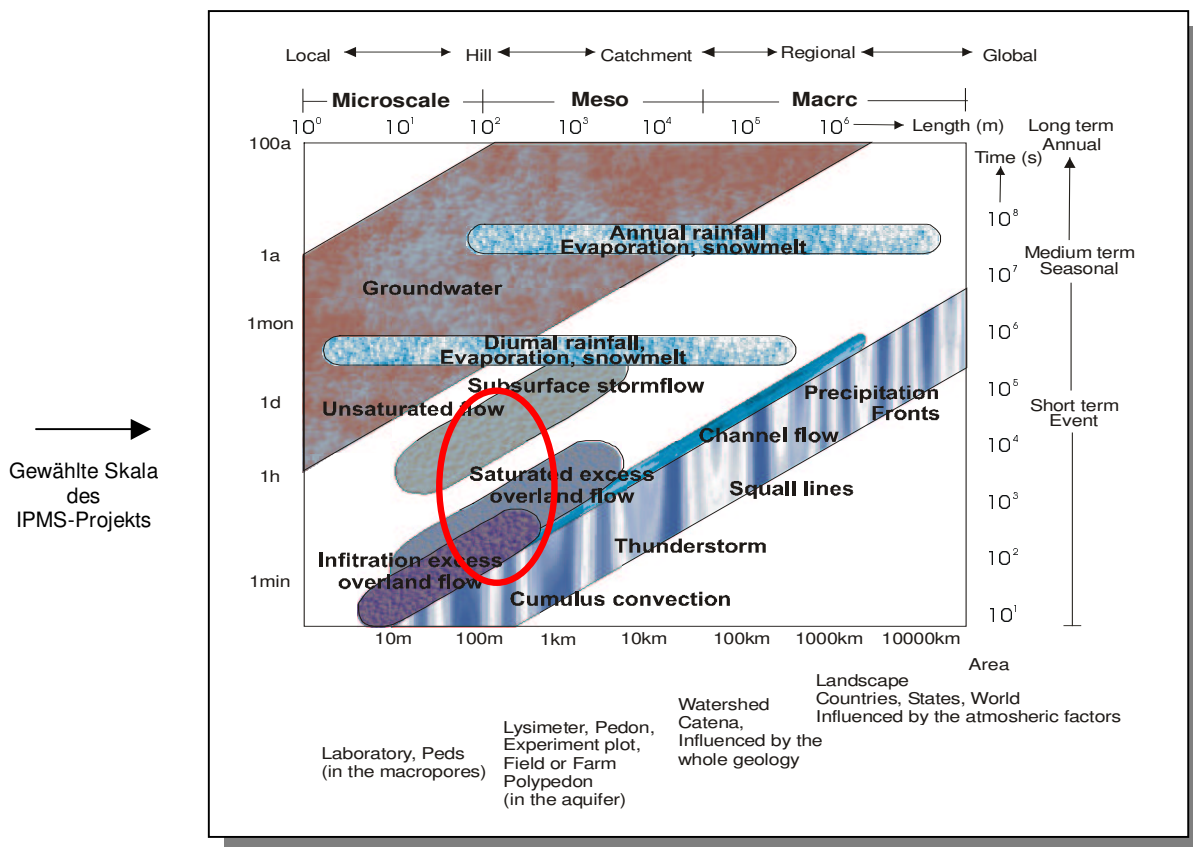 Local Hill Catchment Regional Global
Microscale Meso Macrc
10⁰ 10¹ 10² 10³ 10⁴ 10⁵ 10⁶ Length (m)
Long term
Annual
100a
Time (s)
10⁸
Annual rainfall
Evaporation, snowmelt
1a
Medium term
Seasonal
10⁷
Groundwater
1mon
10⁶
Diumal rainfall,
Evaporation, snowmelt
Subsurface stormflow
10⁵
Precipitation
Fronts
1d
Unsaturated flow
Short term
Event
Channel flow
10⁴
Gewählte Skala
des
IPMS-Projekts
1h
Saturated excess
overland flow
Squall lines
10³
Thunderstorm
10²
Infitration excess
overland flow
1min
Cumulus convection
10¹
10m 100m 1km 10km 100km 1000km 10000km
Area
Laboratory, Peds
(in the macropores)
Lysimeter, Pedon,
Experiment plot,
Field or Farm
Polypedon
(in the aquifer)
Watershed
Catena,
Influenced by the
whole geology
Landscape
Countries, States, World
Influenced by the atmosheric factors